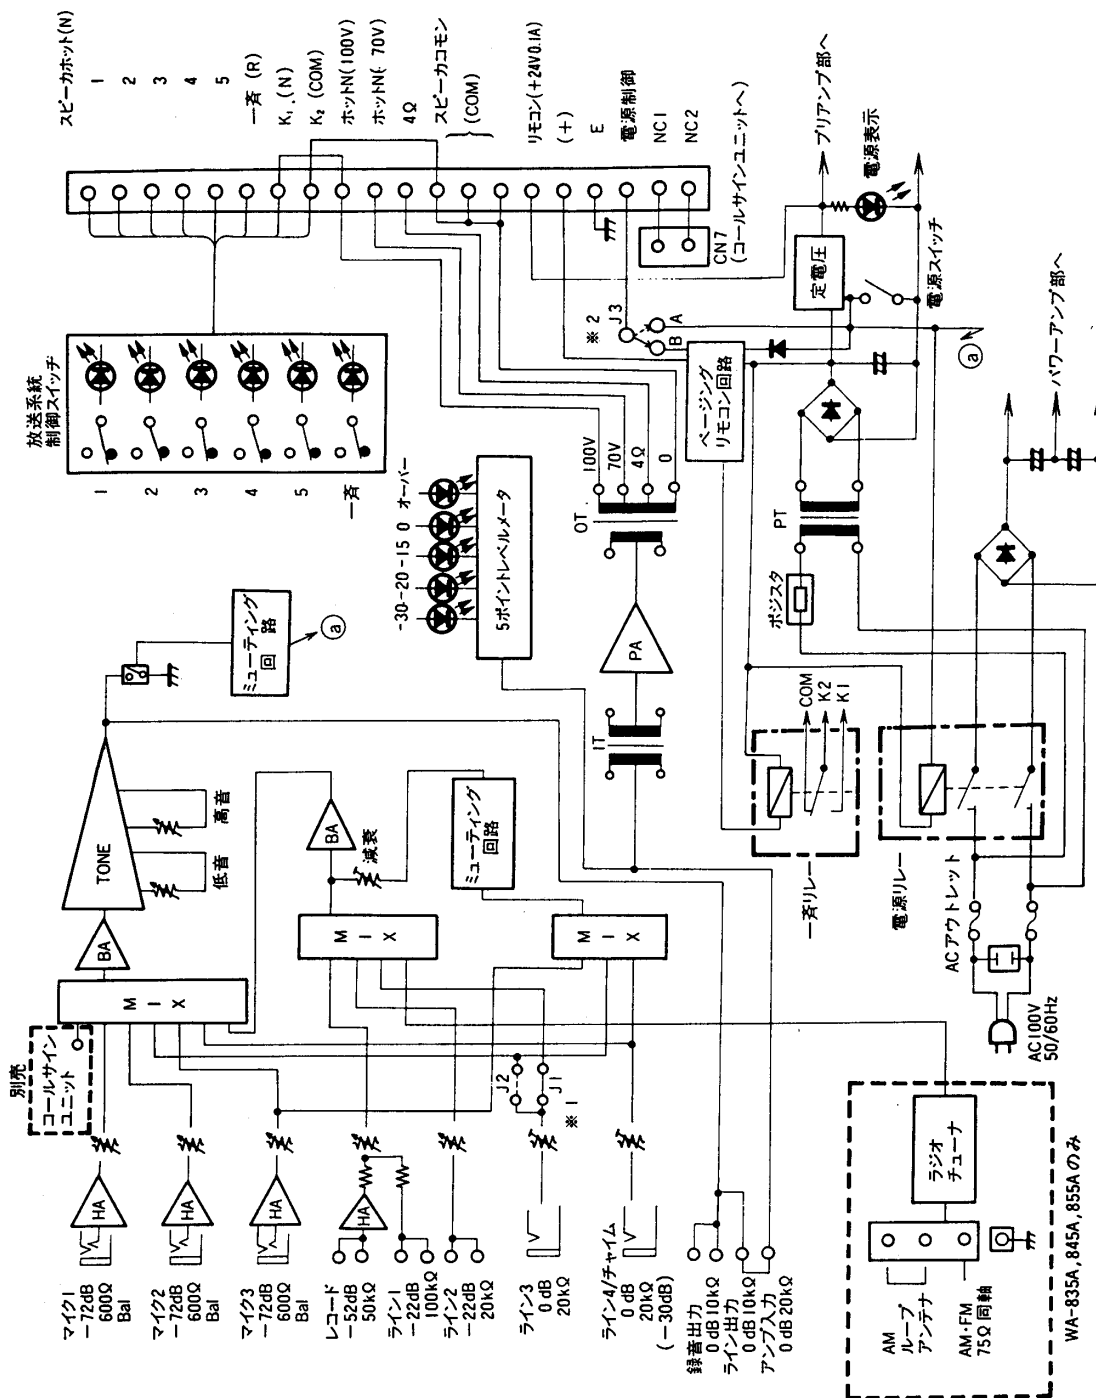 スピーカホット(N)
1
2
3
4
5
一斉 (R)
K₁ (N)
K₂ (COM)
ホットN(100V)
ホットN( 70V)
4Ω
スピーカコモン
(COM)
リモコン(+24V0.1A)
(+)
E
電源制御
NC1
NC2
CN7
(コールサインユニットへ)
放送系統
制御スイッチ
1
2
3
4
5
一斉
-30
-20
-15
0
オーバー
5ポイントレベルメータ
ミューティング
回 路
a
TONE
低音
高音
BA
M I X
別売
コールサイン
ユニット
HA
HA
HA
HA
マイク1
-72dB
600Ω
Bal
マイク2
-72dB
600Ω
Bal
マイク3
-72dB
600Ω
Bal
レコード
-52dB
50kΩ
ライン1
-22dB
100kΩ
ライン2
-22dB
20kΩ
ライン3
0 dB
20kΩ
ライン4/チャイム
0 dB
20kΩ
(-30dB)
録音出力
0 dB10kΩ
ライン出力
0 dB10kΩ
アンプ入力
0 dB20kΩ
J2
J1
※1
M I X
BA
減衰
ミューティング
回路
M I X
IT
PA
OT
100V
70V
4Ω
0
※2
J3
A
B
ページング
リモコン回路
定電圧
プリアンプ部へ
電源表示
電源スイッチ
a
パワーアンプ部へ
PT
ポジスタ
COM
K2
K1
一斉リレー
電源リレー
ACアウトレット
AC100V
50/60Hz
ラジオ
チューナ
AM
ループ
アンテナ
AM·FM
75Ω同軸
WA-835A, 845A, 855Aのみ